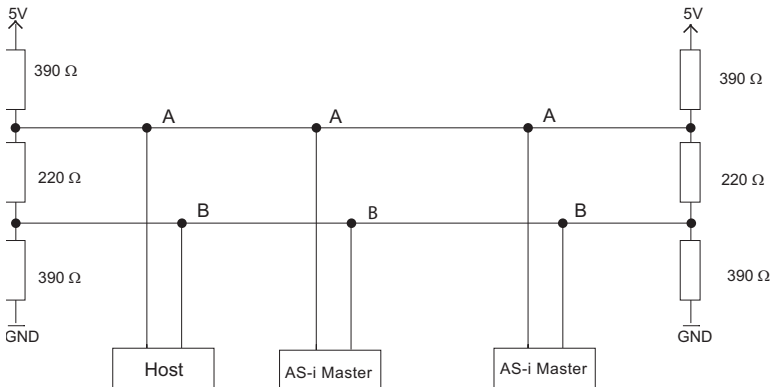 5V
5V
390 Ω
390 Ω
A
A
A
220 Ω
220 Ω
B
B
B
390 Ω
390 Ω
GND
GND
Host
AS-i Master
AS-i Master